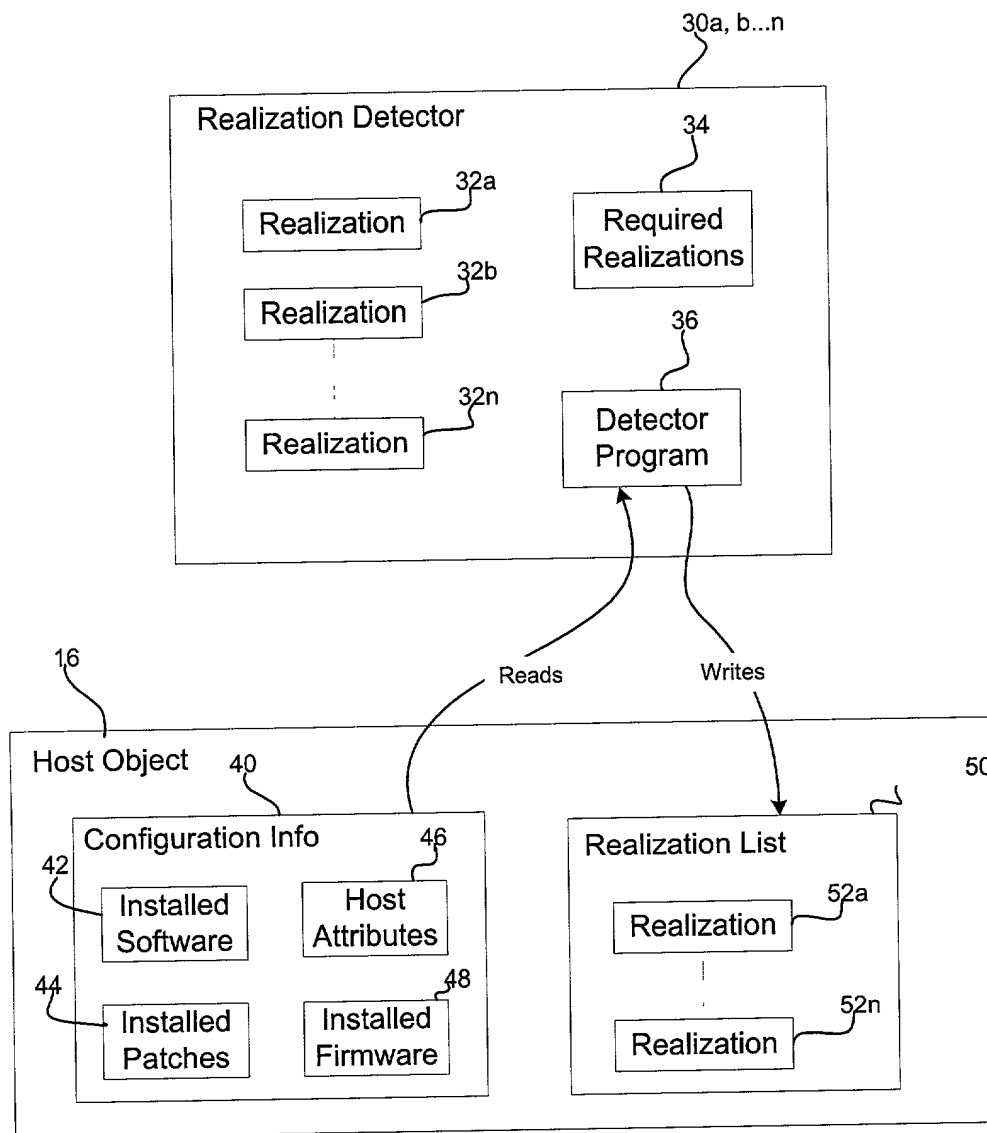 30a, b...n
Realization Detector
34
32a
Realization
Required
Realizations
32b
Realization
36
32n
Realization
Detector
Program
16
Reads
Writes
Host Object
40
50
Configuration Info
46
Realization List
42
Installed
Software
Host
Attributes
52a
Realization
44
Installed
Patches
48
Installed
Firmware
52n
Realization